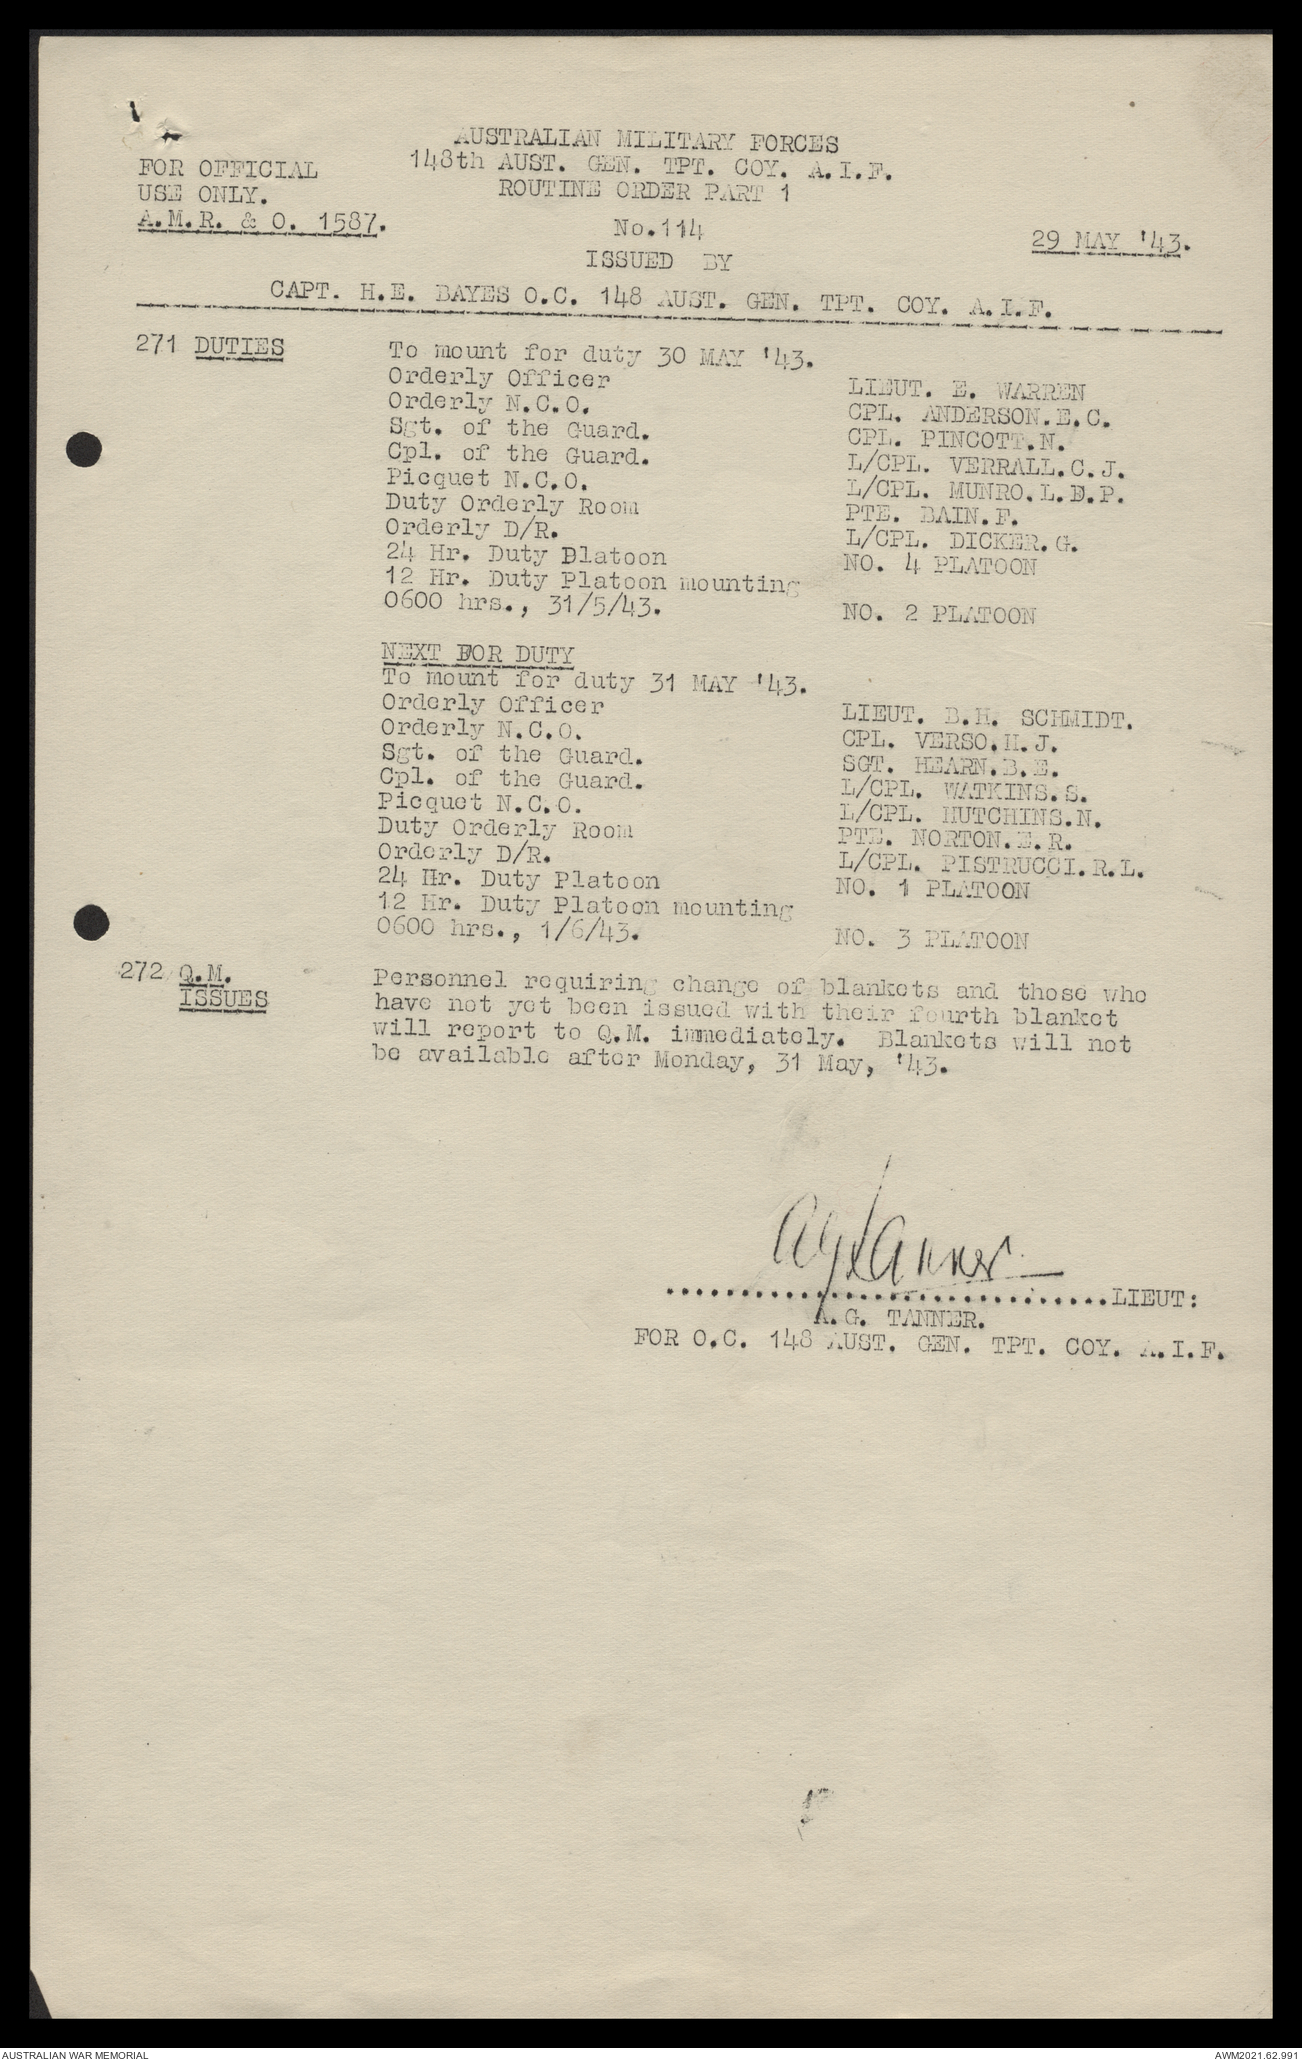 AUSTRALIAN MILITARY FORCES
FOR OFFICIAL 148th AUST. GEN. TPT. COY. A.I.F.
USE ONLY. ROUTINE ORDER PART 1
A.M.R. & O. 1587. No.114 29 MAY '43.
ISSUED BY
CAPT. H.E. BAYES O.C. 148 AUST. GEN. TPT. COY. A.I.F.
271 DUTIES To mount for duty 30 MAY '43.
Orderly Officer LIEUT. E. WARREN
Orderly N.C.O. CPL. ANDERSON.E.C.
Sgt. of the Guard. CPL. PINCOTT.N.
Cpl. of the Guard. L/CPL. VERRALL.C.J.
Picquet N.C.O. L/CPL. MUNRO.L.E.P.
Duty Orderly Room PTE. BAIN.F.
Orderly D/R. L/CPL. DICKER.G.
24 Hr. Duty Dlatoon NO. 4 PLATOON
12 Hr. Duty Platoon mounting
0600 hrs., 31/5/43. NO. 2 PLATOON
NEXT FOR DUTY
To mount for duty 31 MAY '43.
Orderly Officer LIEUT. B.H. SCHMIDT.
Orderly N.C.O. CPL. VERSO.H.J.
Sgt. of the Guard. SGT. HEARN.B.E.
Cpl. of the Guard. L/CPL. WATKINS.S.
Picquet N.C.O. L/CPL. HUTCHINS.N.
Duty Orderly Room PTE. NORTON.E.R.
Orderly D/R. L/CPL. PISTRUCCI.R.L.
24 Hr. Duty Platoon NO. 1 PLATOON
12 Hr. Duty Platoon mounting
0600 hrs., 1/6/43. NO. 3 PLATOON
272 Q.M. Personnel requiring change of blankets and those who
ISSUES have not yet been issued with their fourth blanket
will report to Q.M. immediately. Blankets will not
be available after Monday, 31 May, '43.
AG Tanner
....................................LIEUT:
A.G. TANNER.
FOR O.C. 148 AUST. GEN. TPT. COY. A.I.F.
AUSTRALIAN WAR MEMORIAL AWM2021.62.991